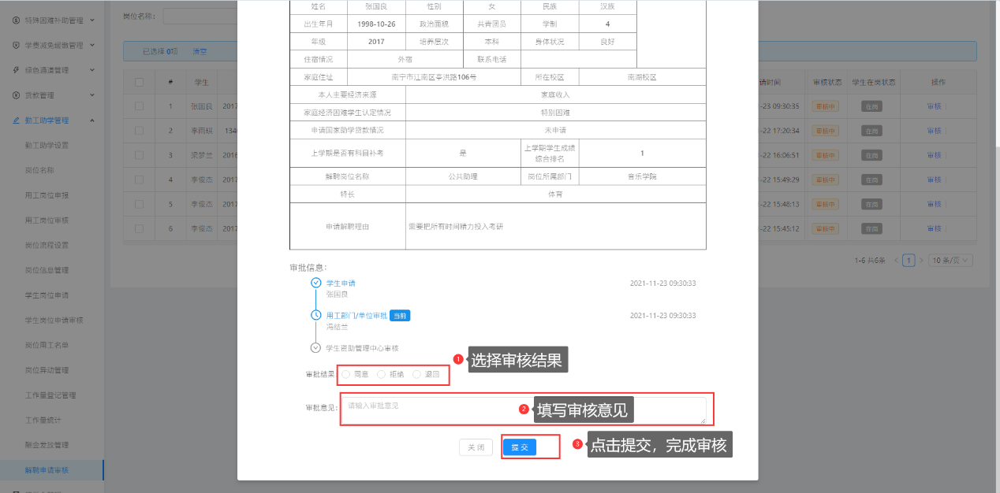 特殊困难补助管理
学费减免缓缴管理
绿色通道管理
贷款管理
勤工助学管理
勤工助学设置
岗位名称
用工岗位申报
用工岗位审核
岗位流程设置
岗位信息管理
学生岗位申请
学生岗位申请审核
岗位用工名单
岗位异动管理
工作量登记管理
工作量统计
酬金发放管理
解聘申请审核
岗位名称:
已选择 0项 清空
# 学生
1 张国良 2017
2 李雨琪 1340
3 梁梦兰 2018
4 李俊杰 2017
5 李俊杰 2017
6 李俊杰 2017
姓名 张国良 性别 女 民族 汉族
出生年月 1998-10-26 政治面貌 共青团员 学制 4
年级 2017 培养层次 本科 身体状况 良好
住宿情况 外宿 联系电话
家庭住址 南宁市江南区亭洪路106号 所在校区 南湖校区
本人主要经济来源 家庭收入
家庭经济困难学生认定情况 特别困难
申请国家助学贷款情况 未申请
上学期是否有科目补考 是 上学期学生成绩综合排名 1
解聘岗位名称 公共助理 岗位所属部门 音乐学院
特长 体育
申请解聘理由 需要把所有时间精力投入考研
审批信息:
学生申请 2021-11-23 09:30:33
张国良
用工部门/单位审批 当前 2021-11-23 09:30:33
冯结兰
学生资助管理中心审核
审批结果: 同意 拒绝 退回
1 选择审核结果
审批意见: 请输入审批意见
2 填写审核意见
关闭 提交
3 点击提交，完成审核
请时间 审核状态 学生在岗状态 操作
-23 09:30:35 审核中 在岗 审核
-22 17:20:34 审核中 在岗 审核
-22 16:06:51 审核中 在岗 审核
-22 15:49:29 审核中 在岗 审核
-22 15:48:13 审核中 在岗 审核
-22 15:45:12 审核中 在岗 审核
1-6 共6条 < 1 > 10 条/页